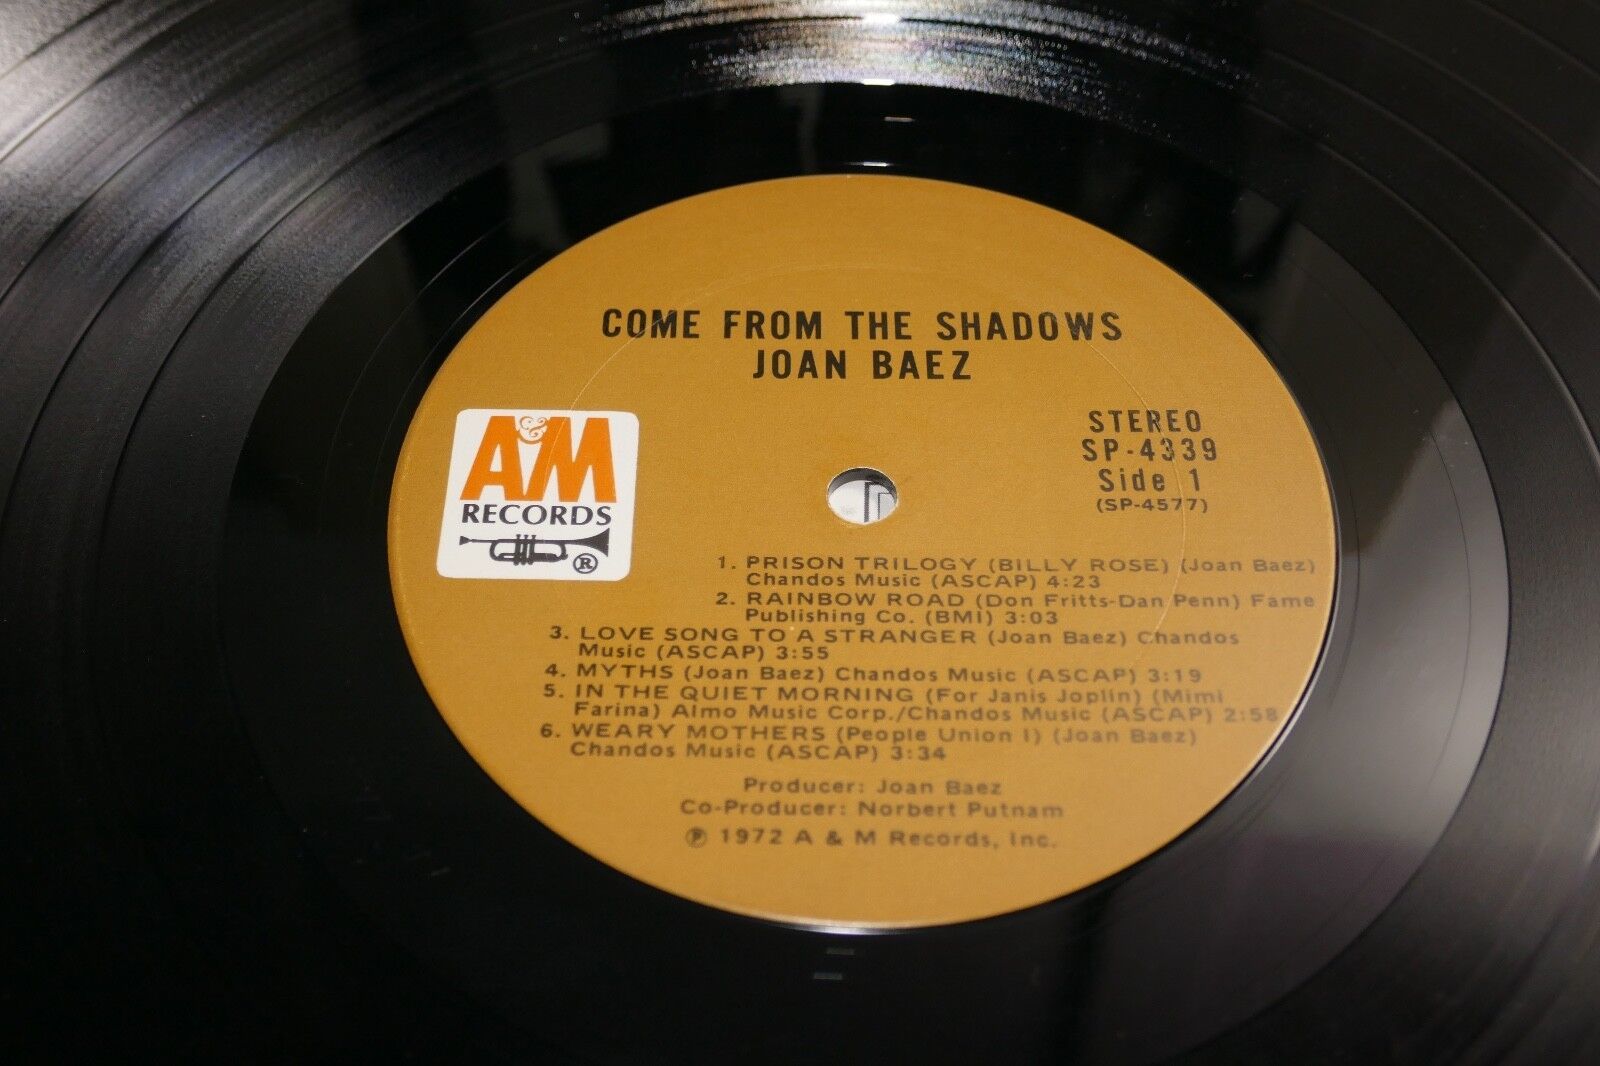 COME FROM THE SHADOWS
JOAN BAEZ
A&M
RECORDS
®
STEREO
SP-4339
Side 1
(SP-4577)
1. PRISON TRILOGY (BILLY ROSE) (Joan Baez)
Chandos Music (ASCAP) 4:23
2. RAINBOW ROAD (Don Fritts-Dan Penn) Fame
Publishing Co. (BMI) 3:03
3. LOVE SONG TO A STRANGER (Joan Baez) Chandos
Music (ASCAP) 3:55
4. MYTHS (Joan Baez) Chandos Music (ASCAP) 3:19
5. IN THE QUIET MORNING (For Janis Joplin) (Mimi
Farina) Almo Music Corp./Chandos Music (ASCAP) 2:58
6. WEARY MOTHERS (People Union I) (Joan Baez)
Chandos Music (ASCAP) 3:34
Producer: Joan Baez
Co-Producer: Norbert Putnam
℗ 1972 A & M Records, Inc.